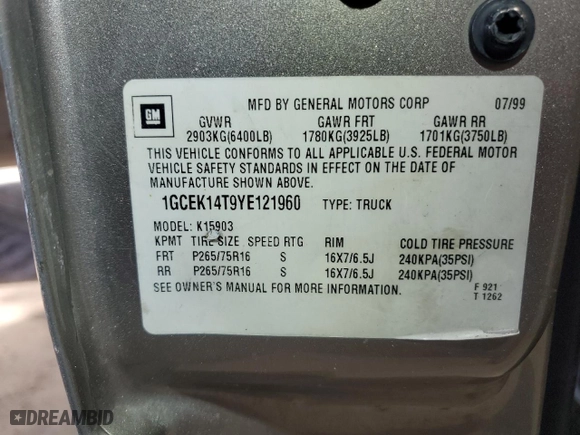 MFD BY GENERAL MOTORS CORP 07/99
GM
GVWR GAWR FRT GAWR RR
2903KG(6400LB) 1780KG(3925LB) 1701KG(3750LB)
THIS VEHICLE CONFORMS TO ALL APPLICABLE U.S. FEDERAL MOTOR
VEHICLE SAFETY STANDARDS IN EFFECT ON THE DATE OF
MANUFACTURE SHOWN ABOVE.
1GCEK14T9YE121960 TYPE: TRUCK
MODEL: K15903
KPMT TIRE SIZE SPEED RTG RIM COLD TIRE PRESSURE
FRT P265/75R16 S 16X7/6.5J 240KPA(35PSI)
RR P265/75R16 S 16X7/6.5J 240KPA(35PSI)
SEE OWNER'S MANUAL FOR MORE INFORMATION.
F 921
T 1262
DREAMBID